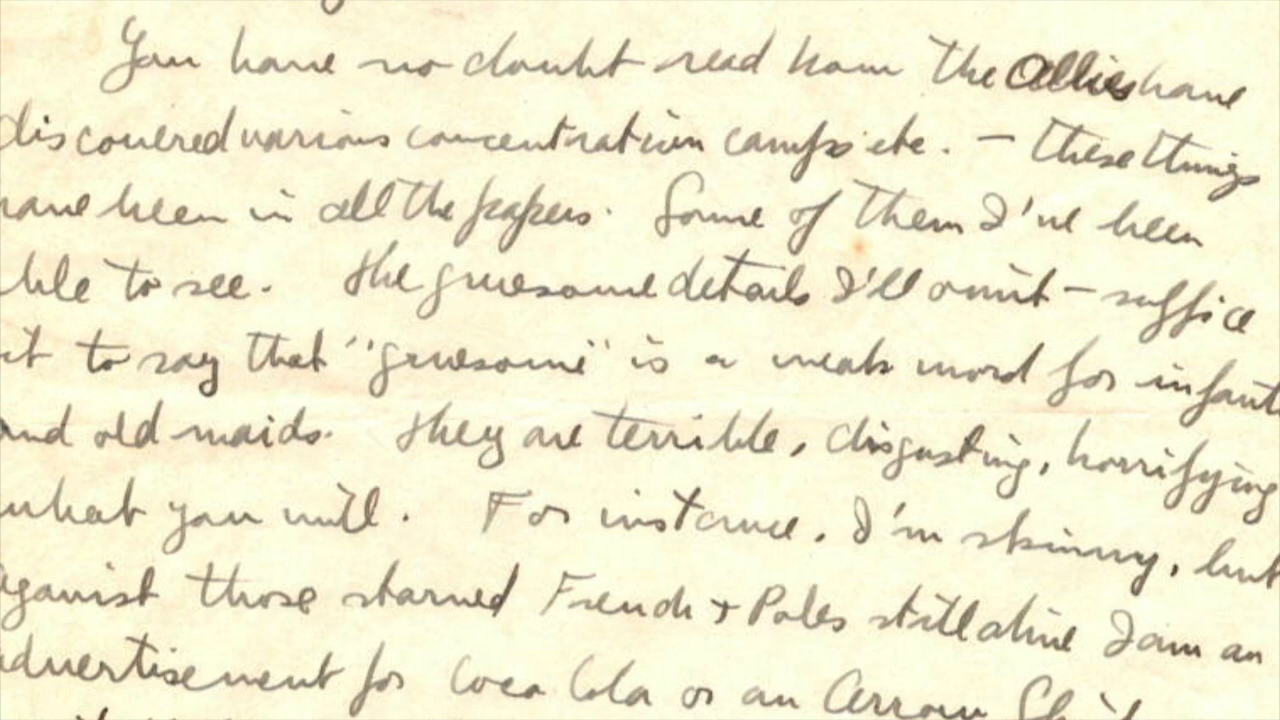 You have no doubt read how the Allies have
discovered various concentration camps etc. — these things
have been in all the papers. Some of them I've been
able to see. The gruesome details I'll omit — suffice
it to say that "gruesome" is a weak word for infants
and old maids. They are terrible, disgusting, horrifying
what you will. For instance, I'm skinny, but
against those starved French + Poles still alive I am an
advertisement for Coca Cola or an Arrow Shirt